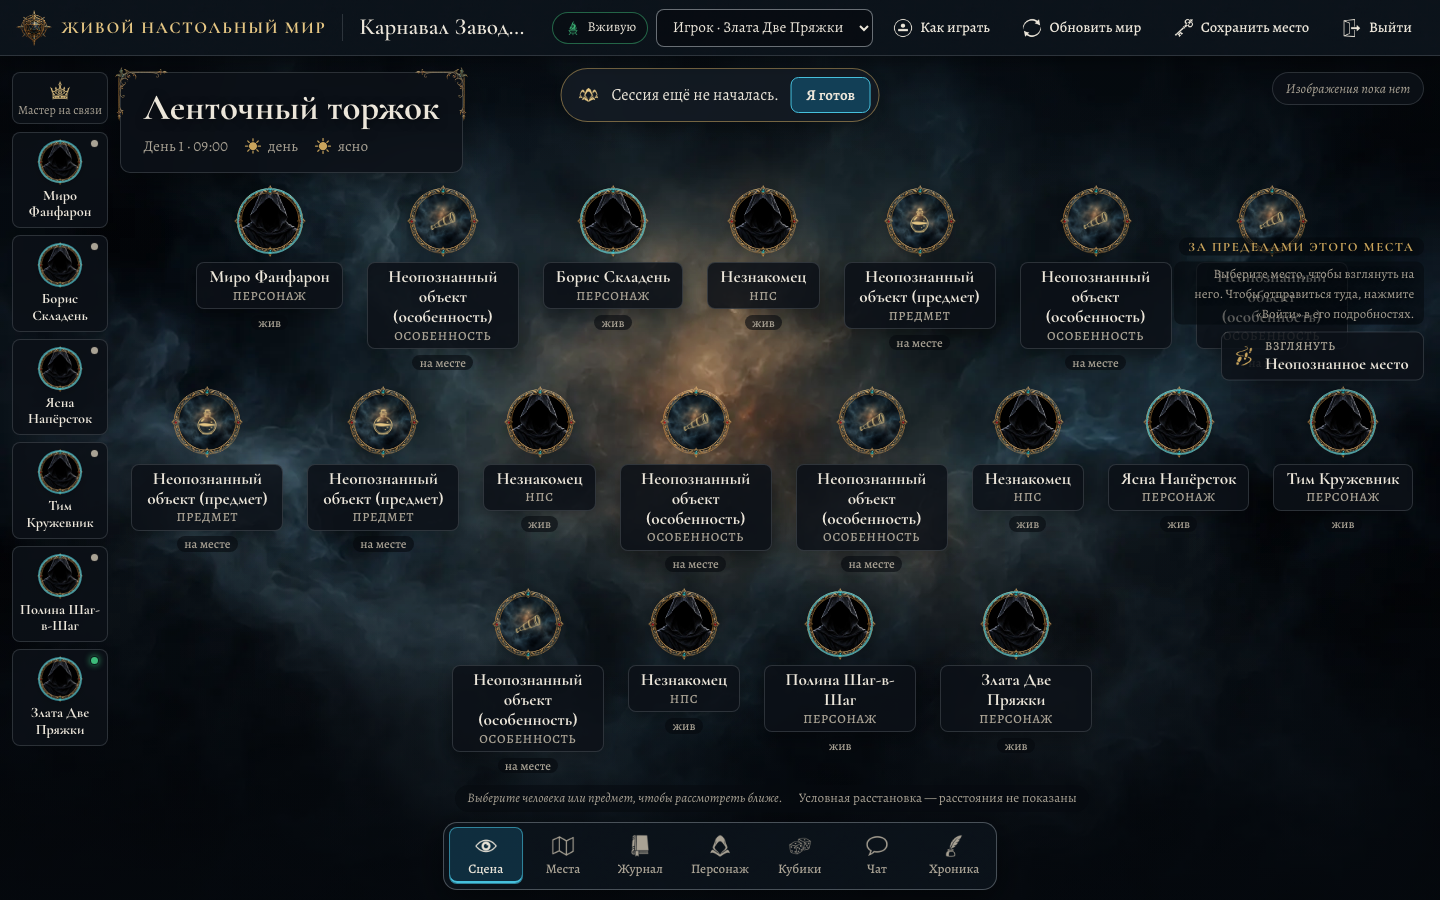 ЖИВОЙ НАСТОЛЬНЫЙ МИР
Карнавал Завод...
Вживую
Игрок · Злата Две Пряжки
Как играть
Обновить мир
Сохранить место
Выйти
Мастер на связи
Миро
Фанфарон
Борис
Складень
Ясна
Напёрсток
Тим
Кружевник
Полина Шаг-
в-Шаг
Злата Две
Пряжки
Ленточный торжок
День 1 · 09:00
день
ясно
Сессия ещё не началась.
Я готов
Изображения пока нет
Миро Фанфарон
ПЕРСОНАЖ
жив
Неопознанный
объект
(особенность)
ОСОБЕННОСТЬ
на месте
Борис Складень
ПЕРСОНАЖ
жив
Незнакомец
НПС
жив
Неопознанный
объект (предмет)
ПРЕДМЕТ
на месте
Неопознанный
объект
(особенность)
ОСОБЕННОСТЬ
на месте
ЗА ПРЕДЕЛАМИ ЭТОГО МЕСТА
Выберите место, чтобы взглянуть на
него. Чтобы отправиться туда, нажмите
«Войти» в его подробностях.
ВЗГЛЯНУТЬ
Неопознанное место
Неопознанный
объект (предмет)
ПРЕДМЕТ
на месте
Неопознанный
объект (предмет)
ПРЕДМЕТ
на месте
Незнакомец
НПС
жив
Неопознанный
объект
(особенность)
ОСОБЕННОСТЬ
на месте
Неопознанный
объект
(особенность)
ОСОБЕННОСТЬ
на месте
Незнакомец
НПС
жив
Ясна Напёрсток
ПЕРСОНАЖ
жив
Тим Кружевник
ПЕРСОНАЖ
жив
Неопознанный
объект
(особенность)
ОСОБЕННОСТЬ
на месте
Незнакомец
НПС
жив
Полина Шаг-в-
Шаг
ПЕРСОНАЖ
жив
Злата Две
Пряжки
ПЕРСОНАЖ
жив
Выберите человека или предмет, чтобы рассмотреть ближе.
Условная расстановка — расстояния не показаны
Сцена
Места
Журнал
Персонаж
Кубики
Чат
Хроника